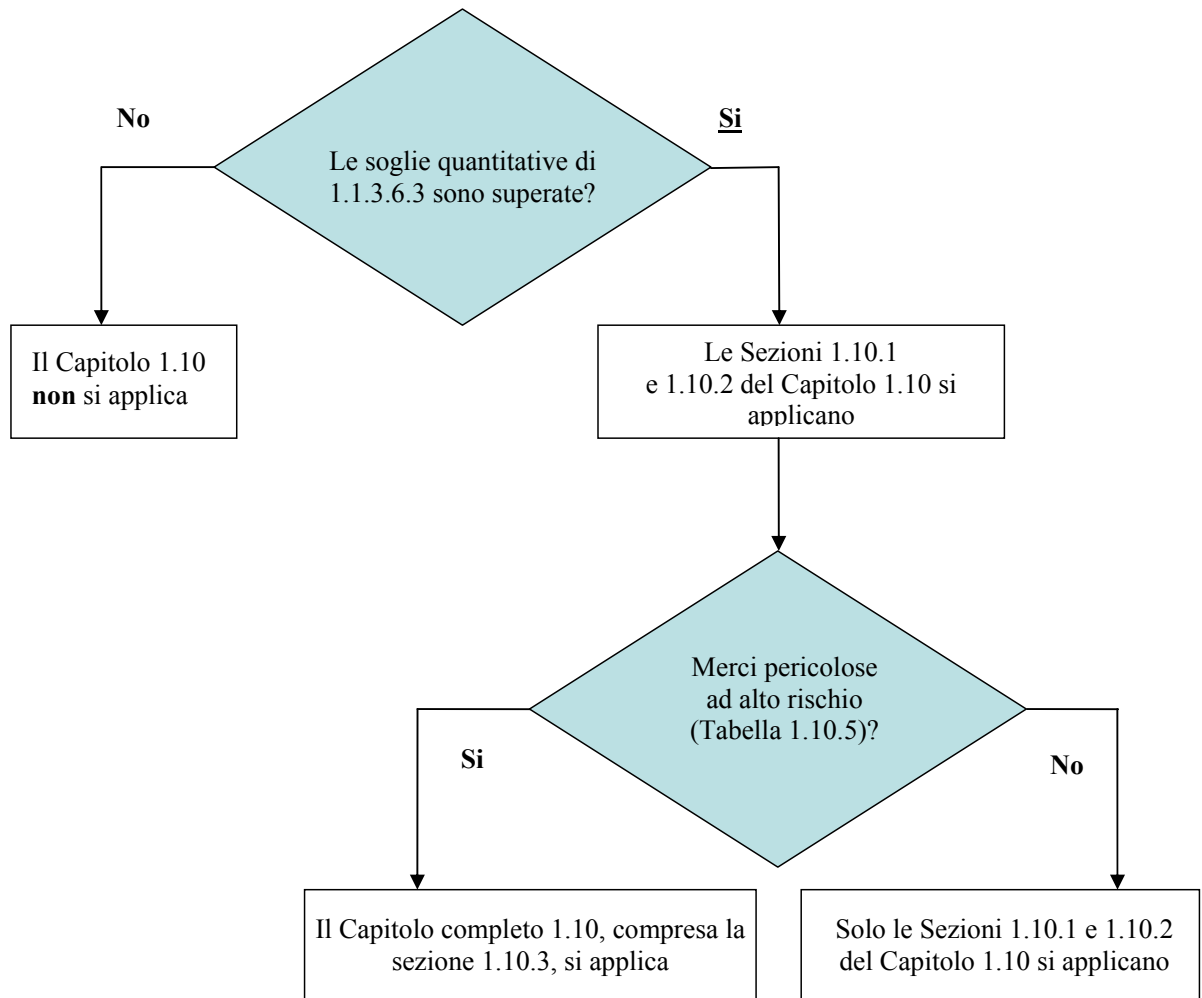 No
Si
Le soglie quantitative di
1.1.3.6.3 sono superate?
Il Capitolo 1.10
non si applica
Le Sezioni 1.10.1
e 1.10.2 del Capitolo 1.10 si
applicano
Merci pericolose
ad alto rischio
(Tabella 1.10.5)?
Si
No
Il Capitolo completo 1.10, compresa la
sezione 1.10.3, si applica
Solo le Sezioni 1.10.1 e 1.10.2
del Capitolo 1.10 si applicano